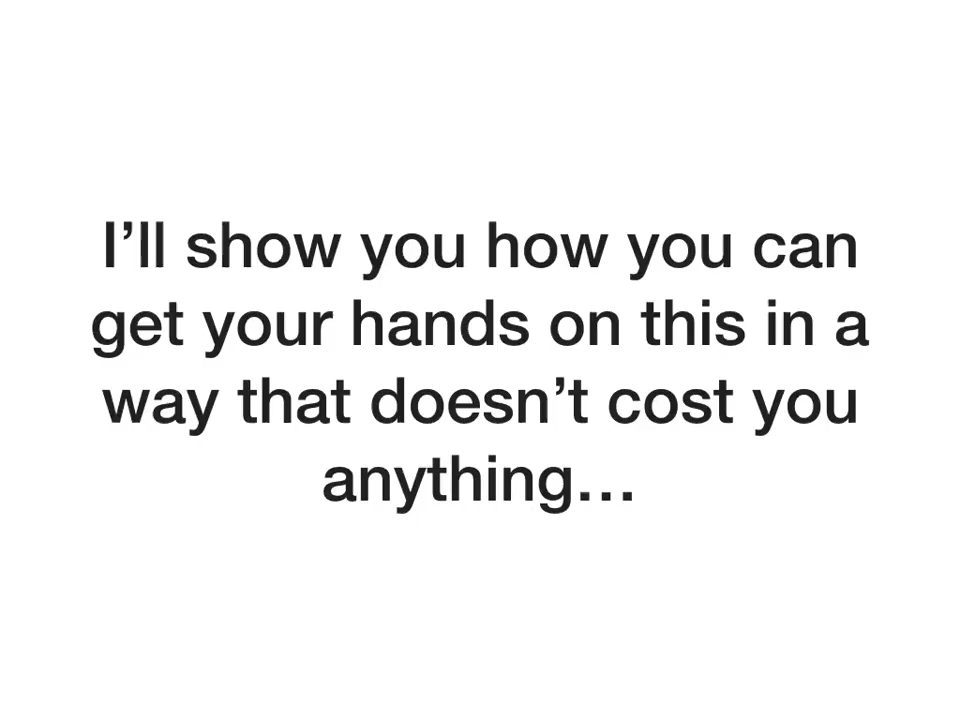 I’ll show you how you can
get your hands on this in a
way that doesn’t cost you
anything…